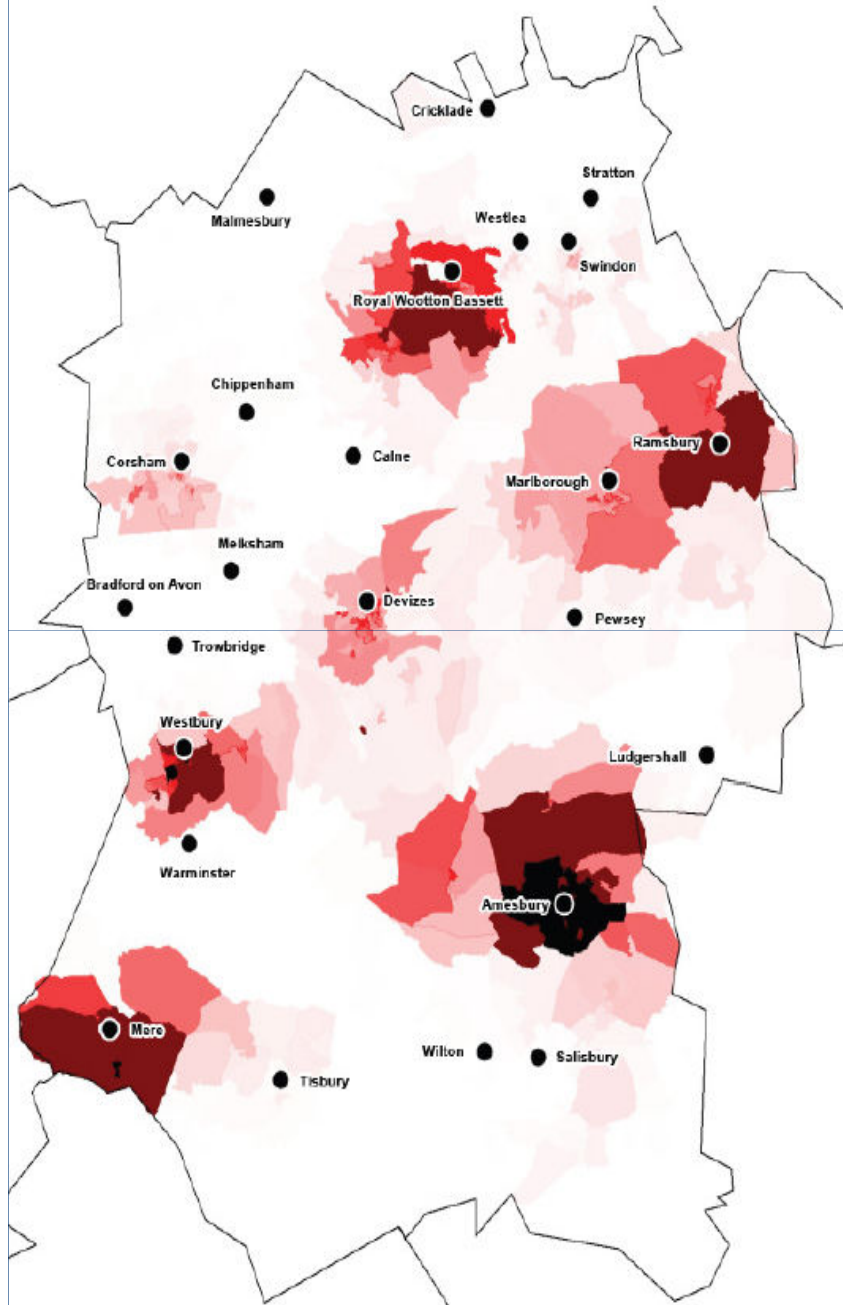 Cricklade
Stratton
Malmesbury
Westlea
Swindon
Royal Wootton Bassett
Chippenham
Ramsbury
Calne
Corsham
Marlborough
Melksham
Bradford on Avon
Devizes
Pewsey
Trowbridge
Westbury
Ludgershall
Warminster
Amesbury
Mere
Wilton
Salisbury
Tisbury